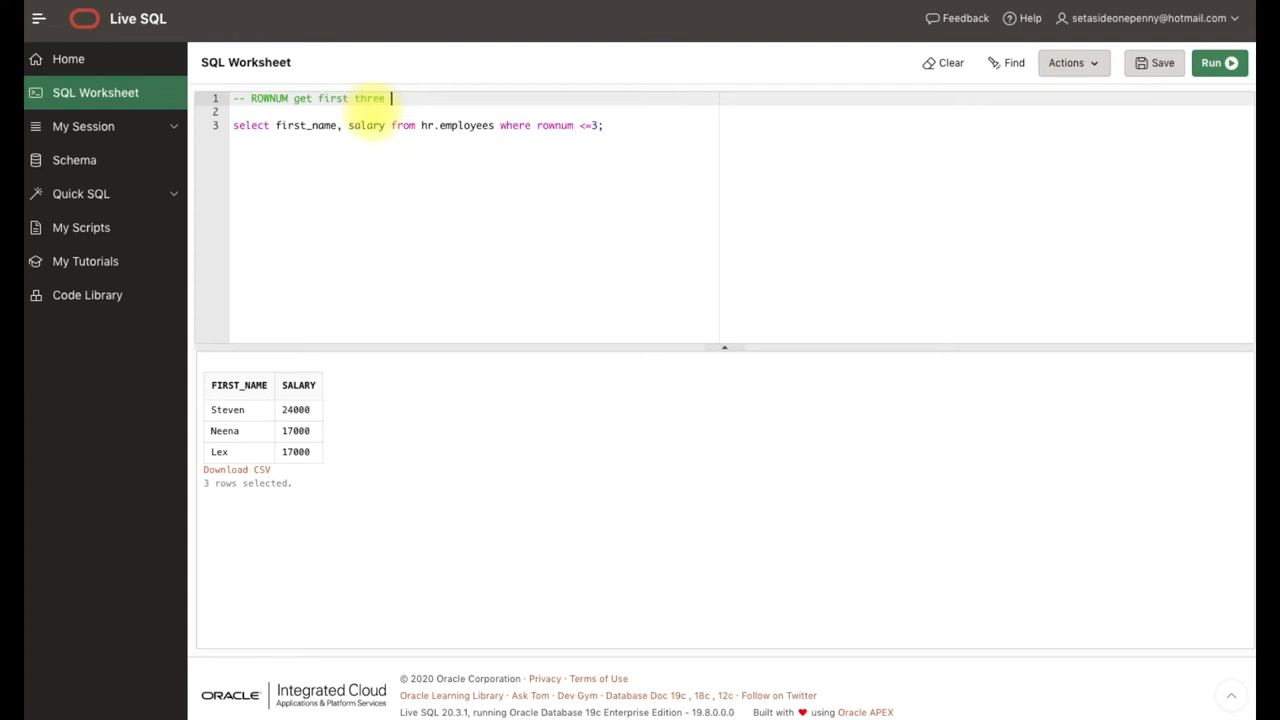 Live SQL
Feedback
Help
setasideonepenny@hotmail.com
Home
SQL Worksheet
My Session
Schema
Quick SQL
My Scripts
My Tutorials
Code Library
SQL Worksheet
Clear
Find
Actions
Save
Run
1 -- ROWNUM get first three
2
3 select first_name, salary from hr.employees where rownum <=3;
FIRST_NAME SALARY
Steven 24000
Neena 17000
Lex 17000
Download CSV
3 rows selected.
ORACLE Integrated Cloud
Applications & Platform Services
© 2020 Oracle Corporation · Privacy · Terms of Use
Oracle Learning Library · Ask Tom · Dev Gym · Database Doc 19c , 18c , 12c · Follow on Twitter
Live SQL 20.3.1, running Oracle Database 19c Enterprise Edition - 19.8.0.0.0 Built with ❤ using Oracle APEX